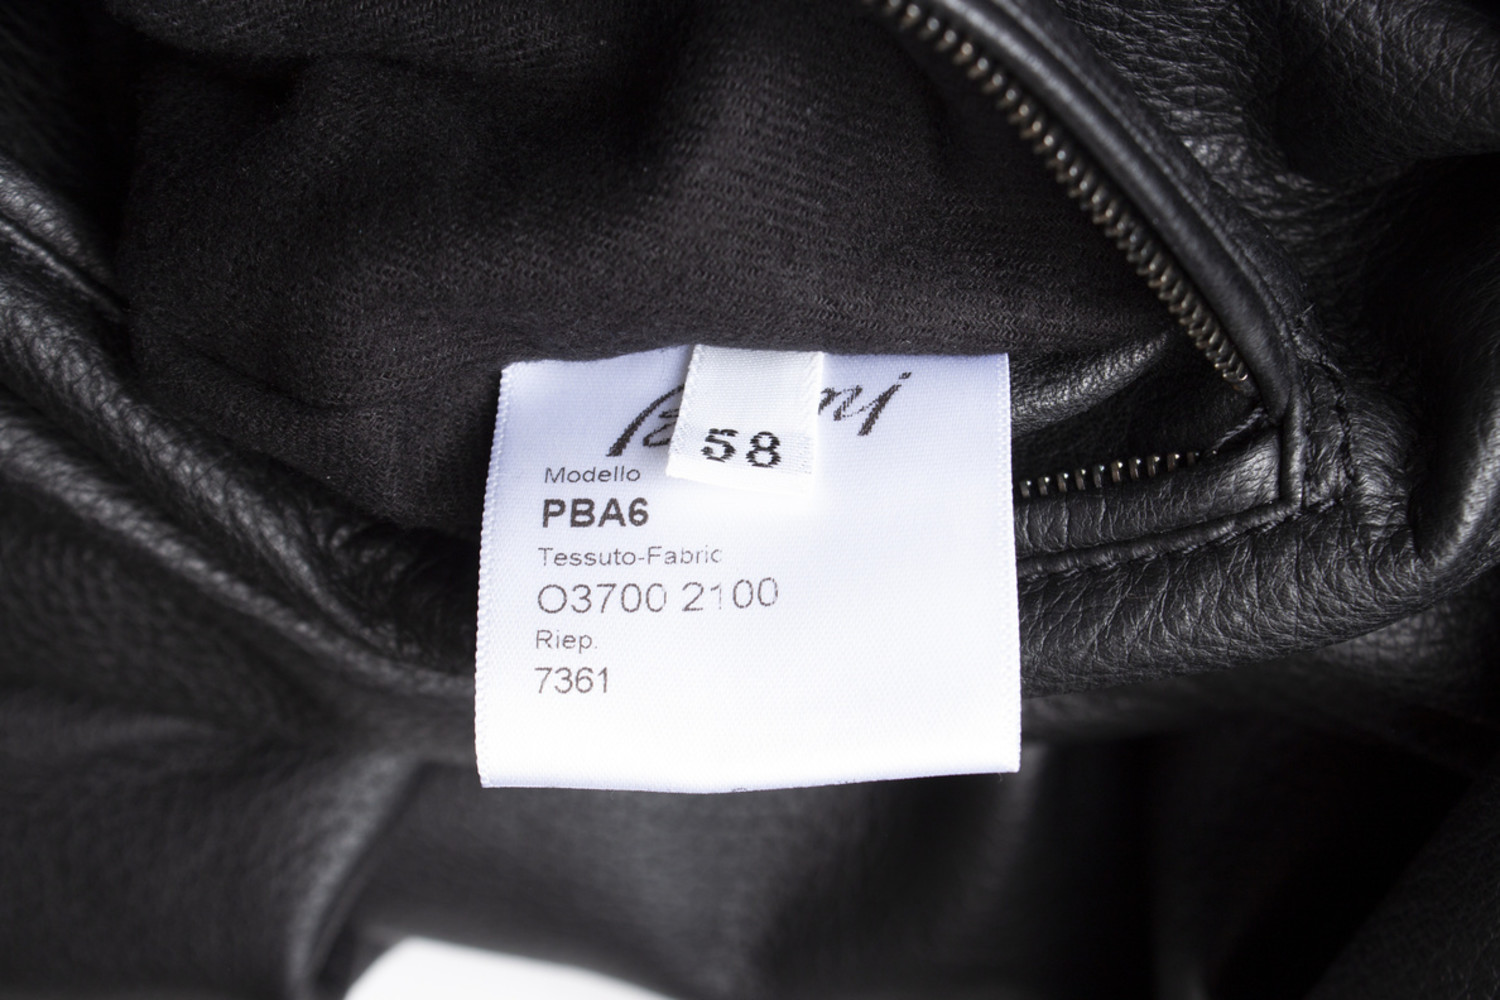 58
Modello
PBA6
Tessuto-Fabric
O3700 2100
Riep.
7361